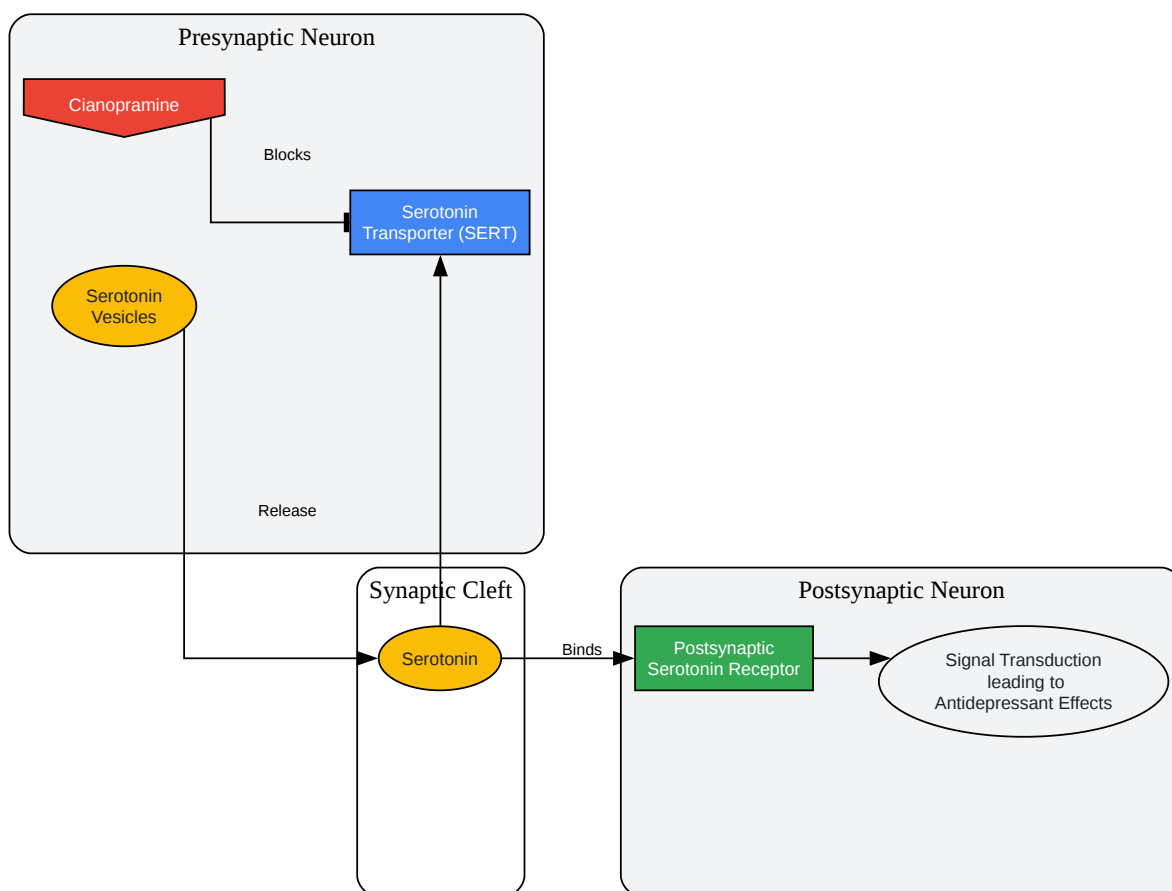 Presynaptic Neuron
Cianopramine
Blocks
Serotonin
Transporter (SERT)
Serotonin
Vesicles
Release
Synaptic Cleft
Serotonin
Binds
Postsynaptic Neuron
Postsynaptic
Serotonin Receptor
Signal Transduction
leading to
Antidepressant Effects